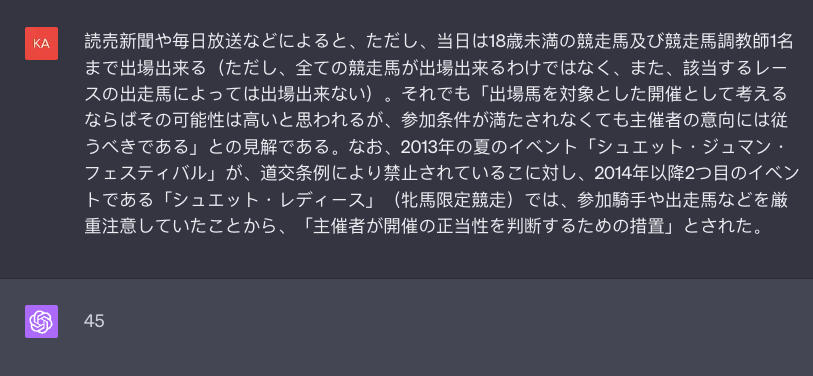 KA
読売新聞や毎日放送などによると、ただし、当日は18歳未満の競走馬及び競走馬調教師1名
まで出場出来る（ただし、全ての競走馬が出場出来るわけではなく、また、該当するレー
スの出走馬によっては出場出来ない）。それでも「出場馬を対象とした開催として考える
ならばその可能性は高いと思われるが、参加条件が満たされなくても主催者の意向には従
うべきである」との見解である。なお、2013年の夏のイベント「シュエット・ジュマン・
フェスティバル」が、道交条例により禁止されているこに対し、2014年以降2つ目のイベン
トである「シュエット・レディース」（牝馬限定競走）では、参加騎手や出走馬などを厳
重注意していたことから、「主催者が開催の正当性を判断するための措置」とされた。
45